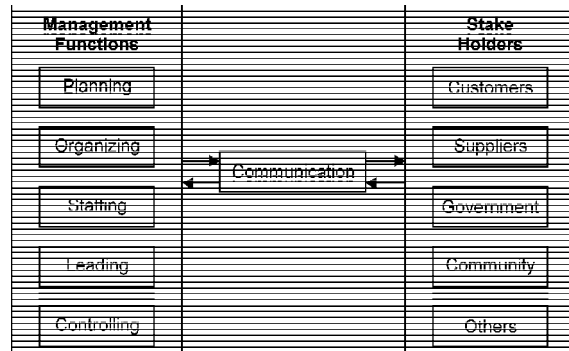 Management
Functions
Planning
Organizing
Staffing
Leading
Controlling
Communication
Stake
Holders
Customers
Suppliers
Government
Community
Others